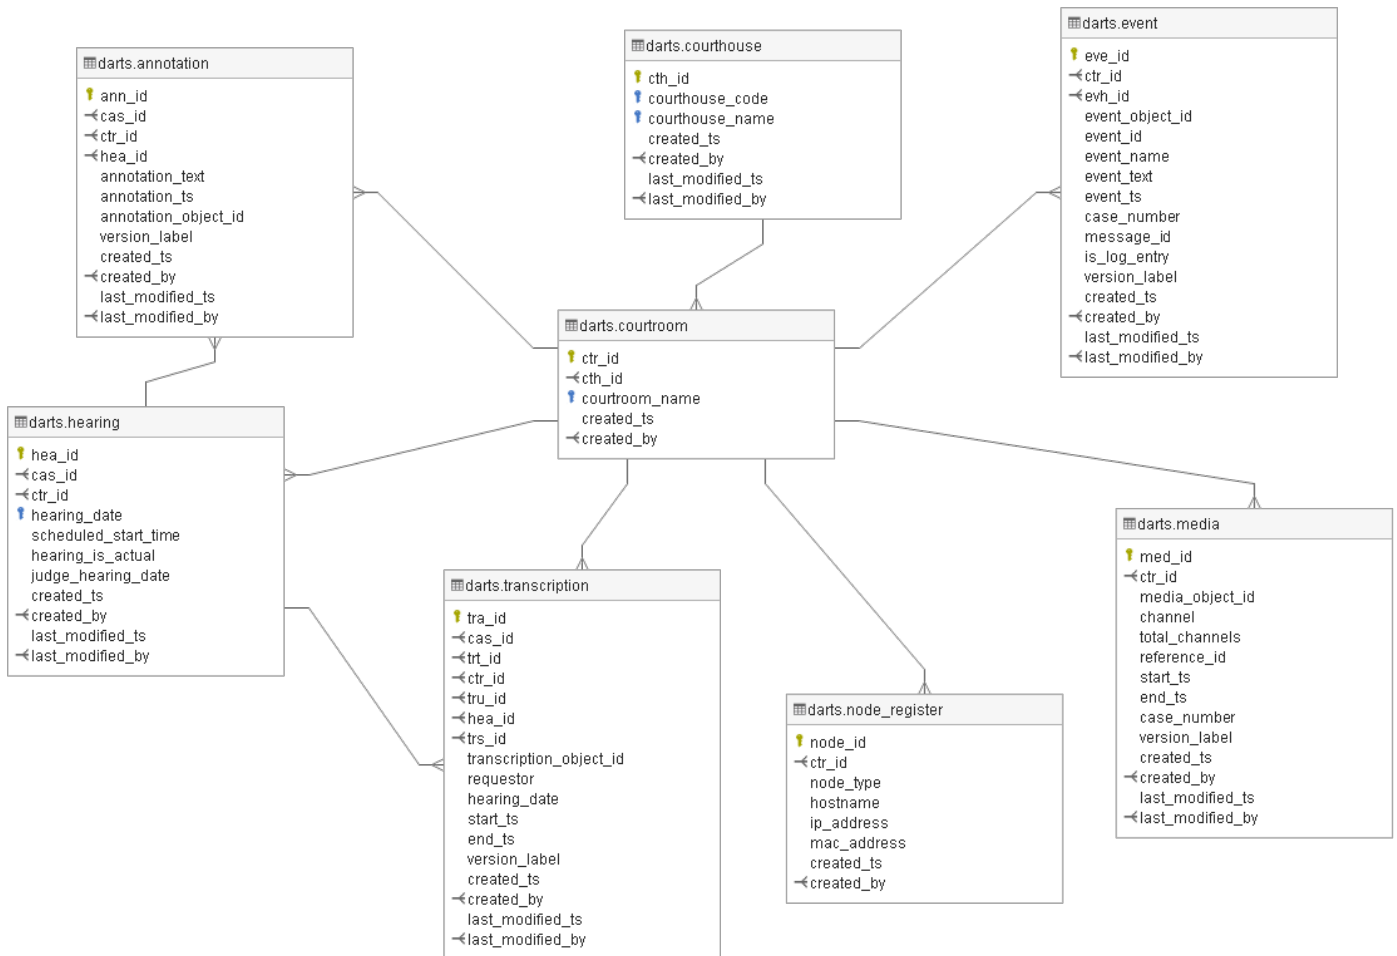 darts.annotation
ann_id
cas_id
ctr_id
hea_id
annotation_text
annotation_ts
annotation_object_id
version_label
created_ts
created_by
last_modified_ts
last_modified_by
darts.courthouse
cth_id
courthouse_code
courthouse_name
created_ts
created_by
last_modified_ts
last_modified_by
darts.event
eve_id
ctr_id
evh_id
event_object_id
event_id
event_name
event_text
event_ts
case_number
message_id
is_log_entry
version_label
created_ts
created_by
last_modified_ts
last_modified_by
darts.courtroom
ctr_id
cth_id
courtroom_name
created_ts
created_by
darts.hearing
hea_id
cas_id
ctr_id
hearing_date
scheduled_start_time
hearing_is_actual
judge_hearing_date
created_ts
created_by
last_modified_ts
last_modified_by
darts.transcription
tra_id
cas_id
trt_id
ctr_id
tru_id
hea_id
trs_id
transcription_object_id
requestor
hearing_date
start_ts
end_ts
version_label
created_ts
created_by
last_modified_ts
last_modified_by
darts.node_register
node_id
ctr_id
node_type
hostname
ip_address
mac_address
created_ts
created_by
darts.media
med_id
ctr_id
media_object_id
channel
total_channels
reference_id
start_ts
end_ts
case_number
version_label
created_ts
created_by
last_modified_ts
last_modified_by